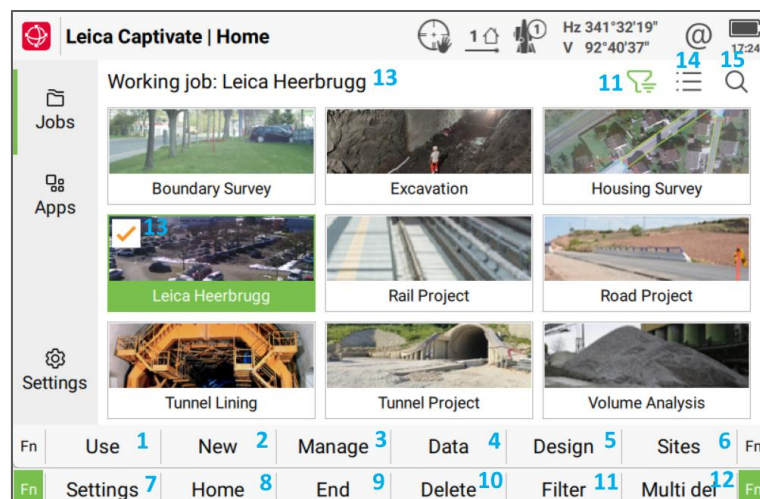 Leica Captivate | Home
1
1
Hz 341°32'19"
V 92°40'37"
@
17:24
Jobs
Apps
Settings
Working job: Leica Heerbrugg 13
11
14
15
Boundary Survey
Excavation
Housing Survey
13
Leica Heerbrugg
Rail Project
Road Project
Tunnel Lining
Tunnel Project
Volume Analysis
Fn Use 1 New 2 Manage 3 Data 4 Design 5 Sites 6 Fn
Fn Settings 7 Home 8 End 9 Delete 10 Filter 11 Multi del 12 Fn